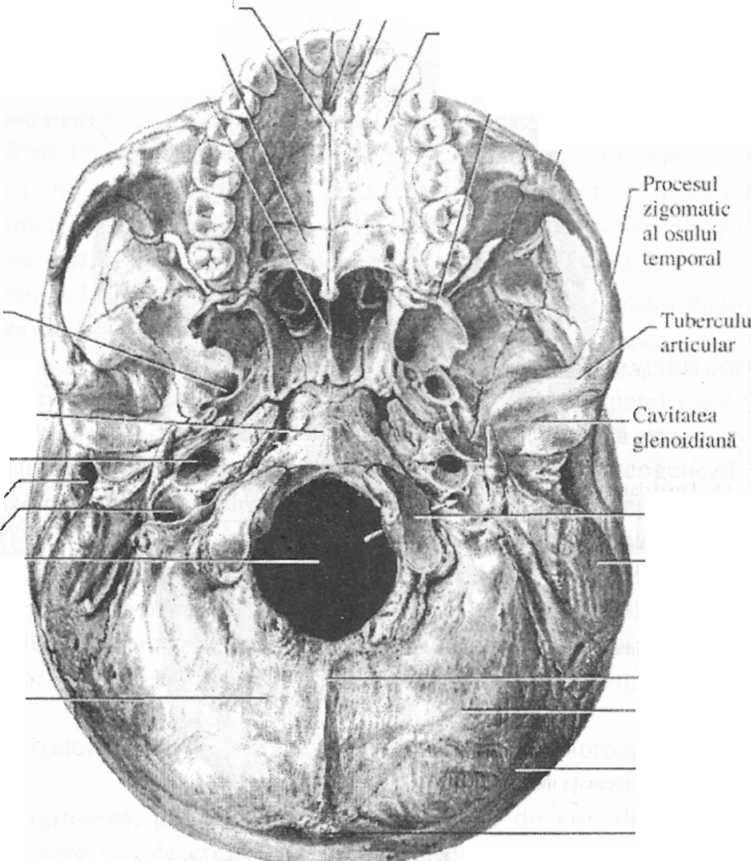 Procesul
zigomatic
al osului
temporal
Tuberculu
articular
Cavitatea
glenoidiană